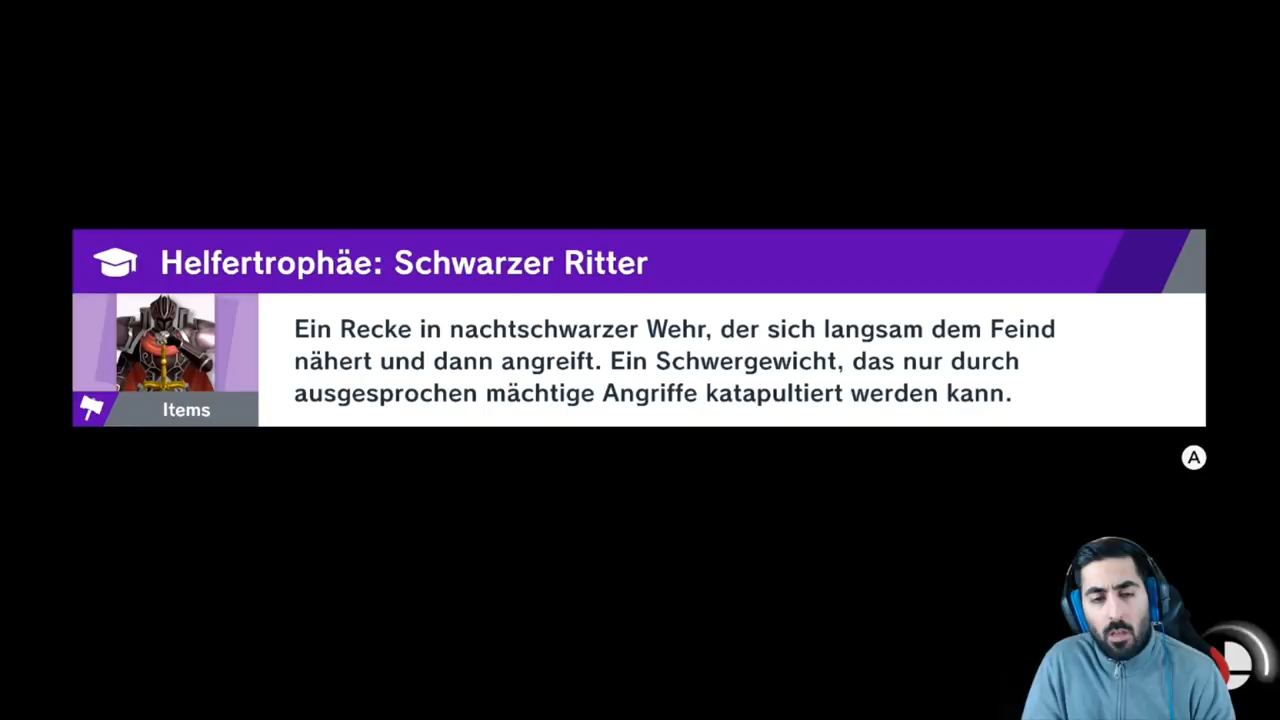 Helfertrophäe: Schwarzer Ritter
Ein Recke in nachtschwarzer Wehr, der sich langsam dem Feind
nähert und dann angreift. Ein Schwergewicht, das nur durch
ausgesprochen mächtige Angriffe katapultiert werden kann.
Items
A